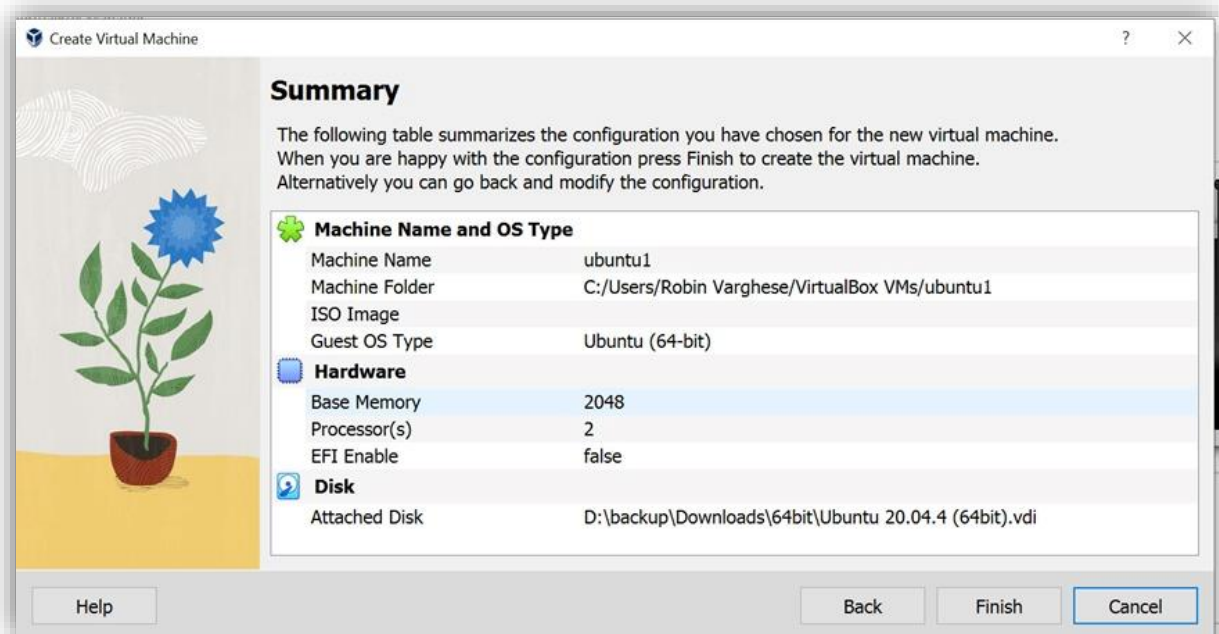 Create Virtual Machine
Summary
The following table summarizes the configuration you have chosen for the new virtual machine.
When you are happy with the configuration press Finish to create the virtual machine.
Alternatively you can go back and modify the configuration.
Machine Name and OS Type
Machine Name ubuntu1
Machine Folder C:/Users/Robin Varghese/VirtualBox VMs/ubuntu1
ISO Image
Guest OS Type Ubuntu (64-bit)
Hardware
Base Memory 2048
Processor(s) 2
EFI Enable false
Disk
Attached Disk D:\backup\Downloads\64bit\Ubuntu 20.04.4 (64bit).vdi
Help Back Finish Cancel